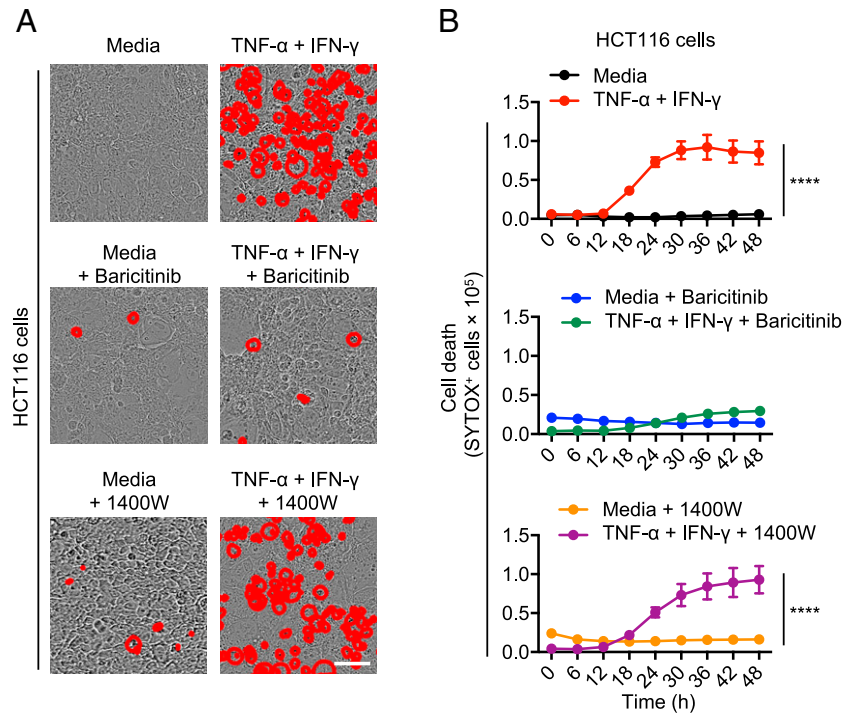 A
Media
TNF-α + IFN-γ
Media
+ Baricitinib
TNF-α + IFN-γ
+ Baricitinib
Media
+ 1400W
TNF-α + IFN-γ
+ 1400W
HCT116 cells
B
HCT116 cells
Media
TNF-α + IFN-γ
1.5
1.0
0.5
0.0
0 6 12 18 24 30 36 42 48
****
Media + Baricitinib
TNF-α + IFN-γ + Baricitinib
1.5
1.0
0.5
0.0
0 6 12 18 24 30 36 42 48
Cell death
(SYTOX⁺ cells × 10⁵)
Media + 1400W
TNF-α + IFN-γ + 1400W
1.5
1.0
0.5
0.0
0 6 12 18 24 30 36 42 48
****
Time (h)